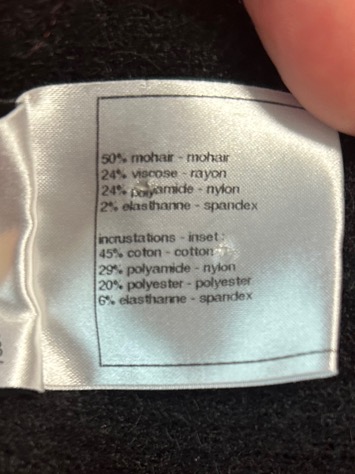 50% mohair - mohair
24% viscose - rayon
24% polyamide - nylon
2% elasthanne - spandex
incrustations - inset :
45% coton - cotton
29% polyamide - nylon
20% polyester - polyester
6% elasthanne - spandex